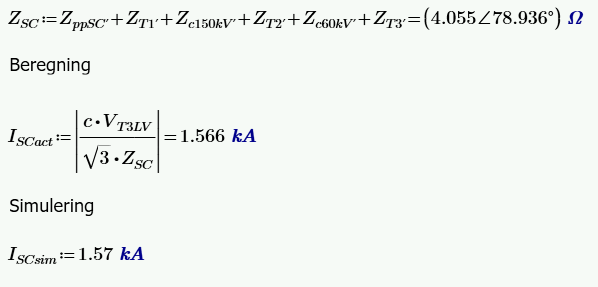 Z_SC := Z_ppSC' + Z_T1' + Z_c150kV' + Z_T2' + Z_c60kV' + Z_T3' = (4.055∠78.936°) Ω
Beregning
I_SCact := |c·V_T3LV / (√3·Z_SC)| = 1.566 kA
Simulering
I_SCsim := 1.57 kA